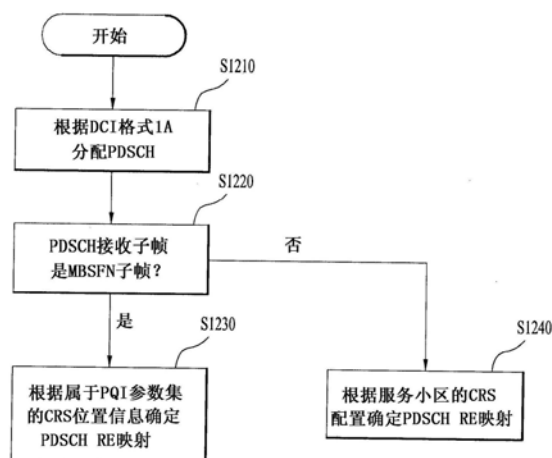 开始
S1210
根据DCI格式1A
分配PDSCH
S1220
PDSCH接收子帧
是MBSFN子帧？
否
是
S1230
根据属于PQI参数集
的CRS位置信息确定
PDSCH RE映射
S1240
根据服务小区的CRS
配置确定PDSCH RE映射